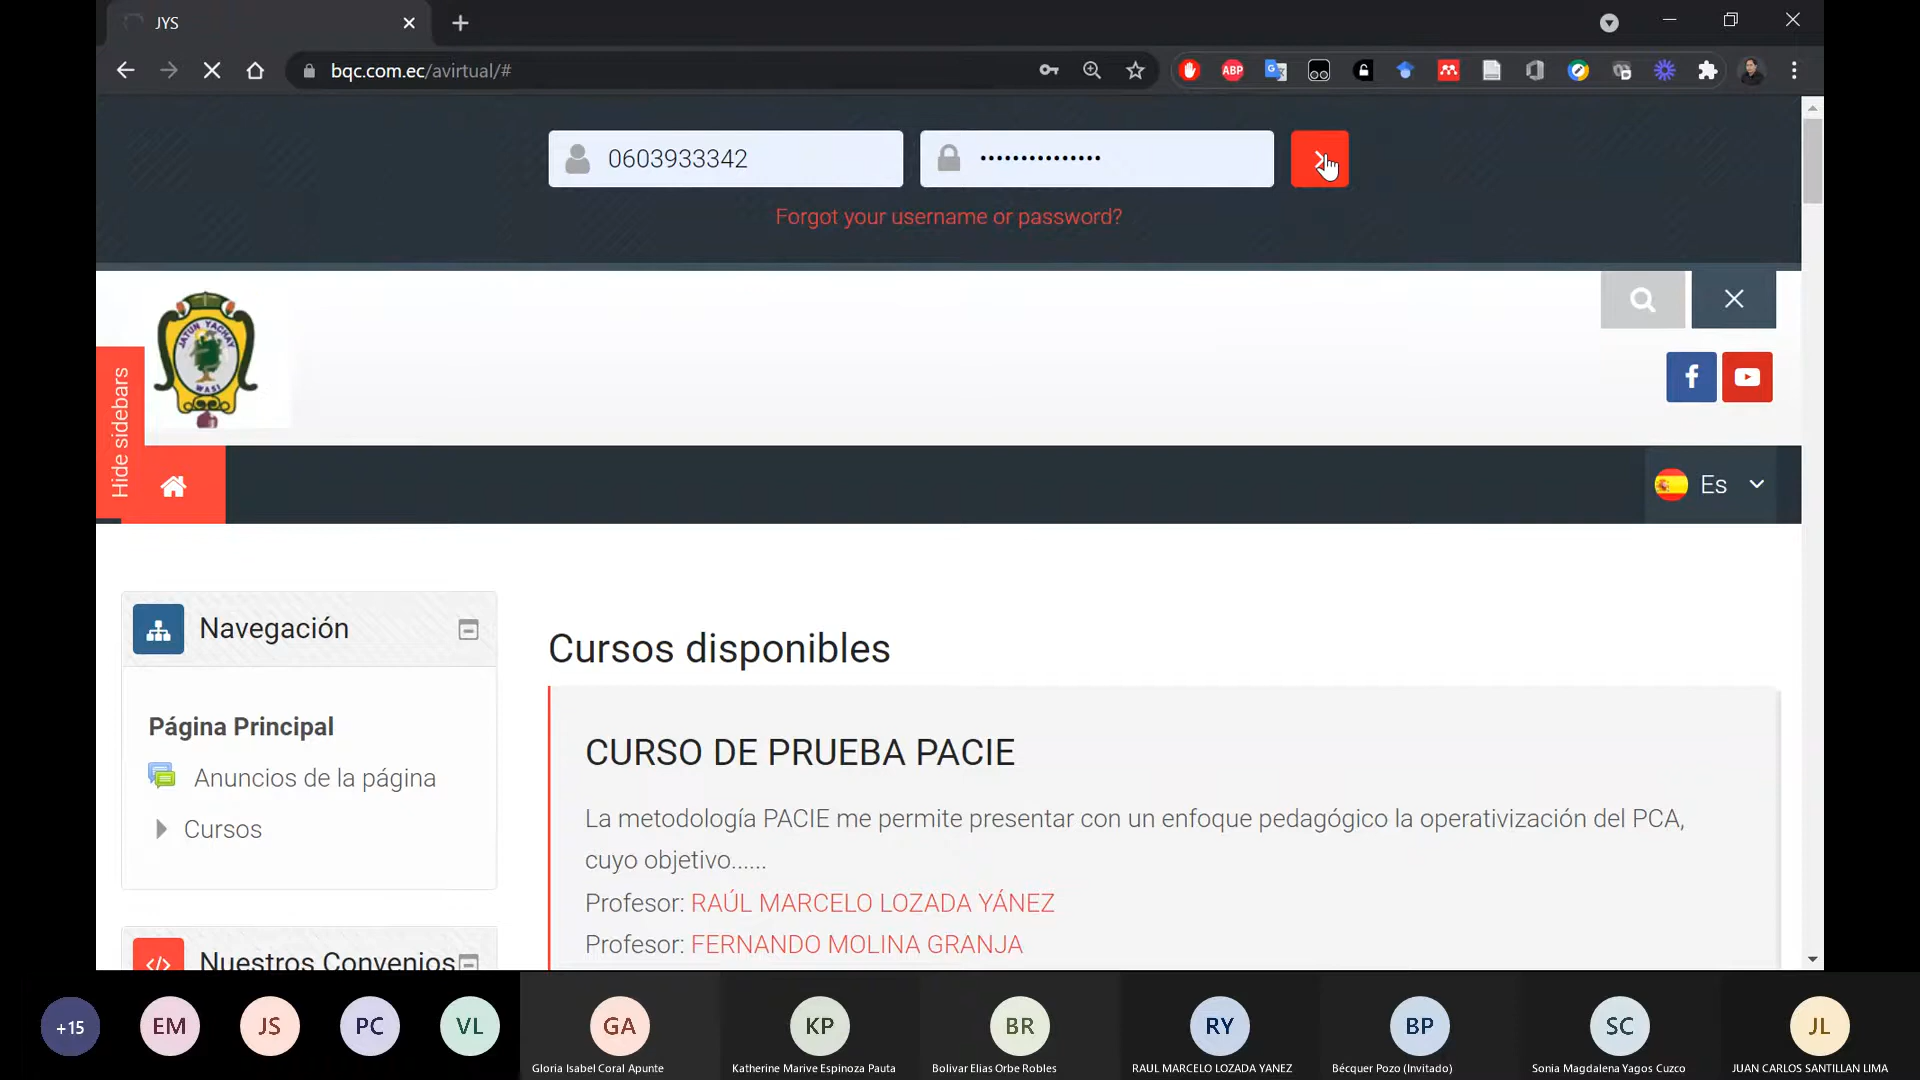 JYS
bqc.com.ec/avirtual/#
ABP
0603933342
•••••••••••••••
Forgot your username or password?
JATUN YACHAY
WASI
Hide sidebars
Es
Navegación
Página Principal
Anuncios de la página
Cursos
Nuestros Convenios
Cursos disponibles
CURSO DE PRUEBA PACIE
La metodología PACIE me permite presentar con un enfoque pedagógico la operativización del PCA,
cuyo objetivo......
Profesor: RAÚL MARCELO LOZADA YÁNEZ
Profesor: FERNANDO MOLINA GRANJA
+15
EM
JS
PC
VL
GA
KP
BR
RY
BP
SC
JL
Gloria Isabel Coral Apunte
Katherine Marive Espinoza Pauta
Bolivar Elias Orbe Robles
RAUL MARCELO LOZADA YANEZ
Bécquer Pozo (Invitado)
Sonia Magdalena Yagos Cuzco
JUAN CARLOS SANTILLAN LIMA